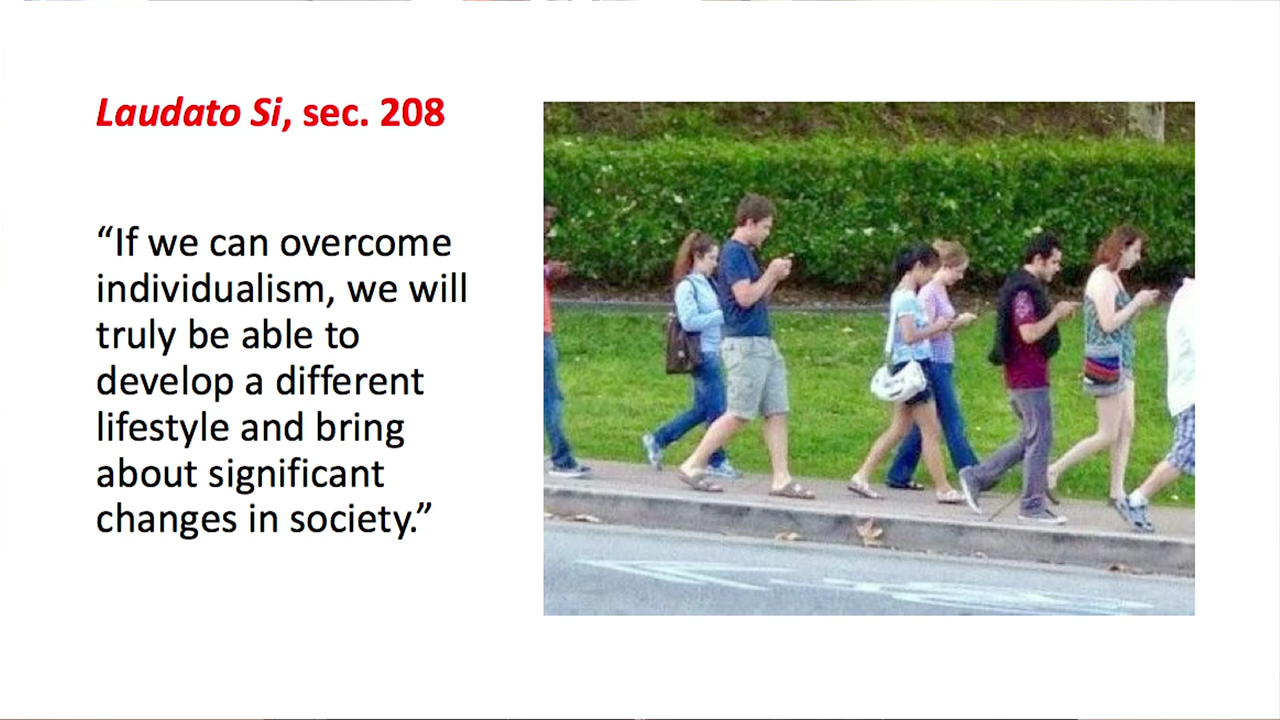 Laudato Si, sec. 208
“If we can overcome
individualism, we will
truly be able to
develop a different
lifestyle and bring
about significant
changes in society.”